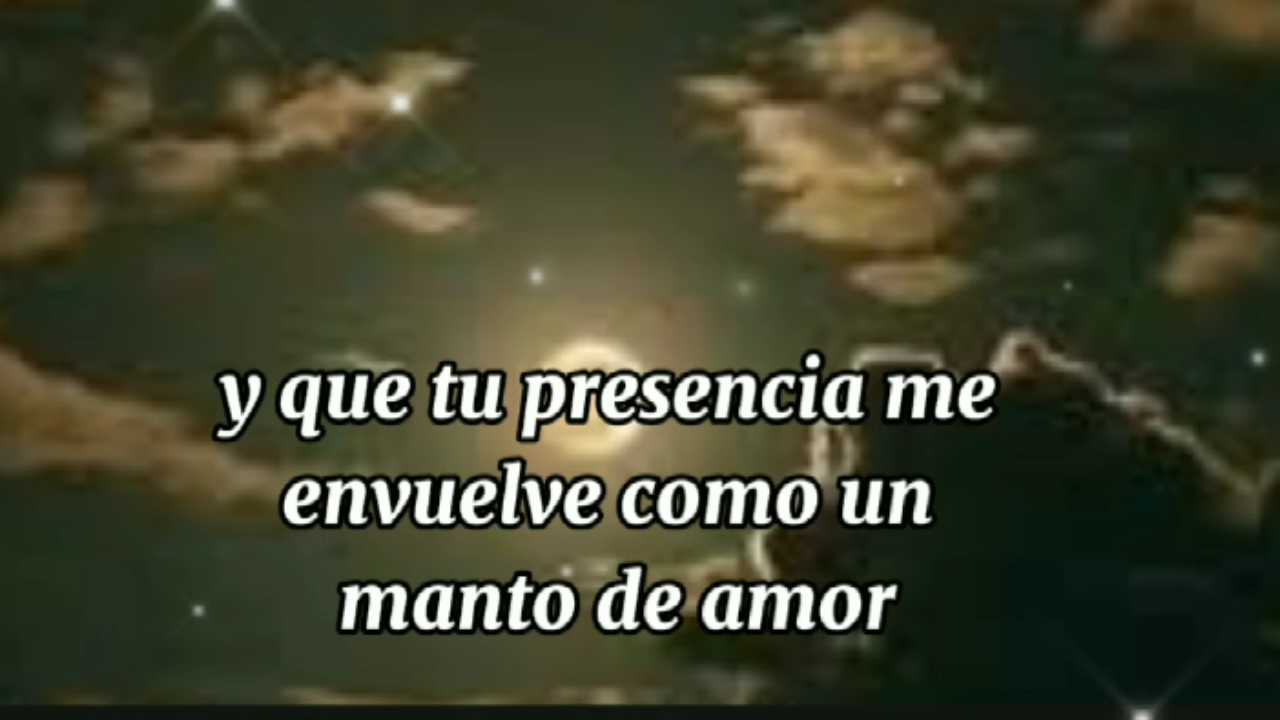 y que tu presencia me
envuelve como un
manto de amor